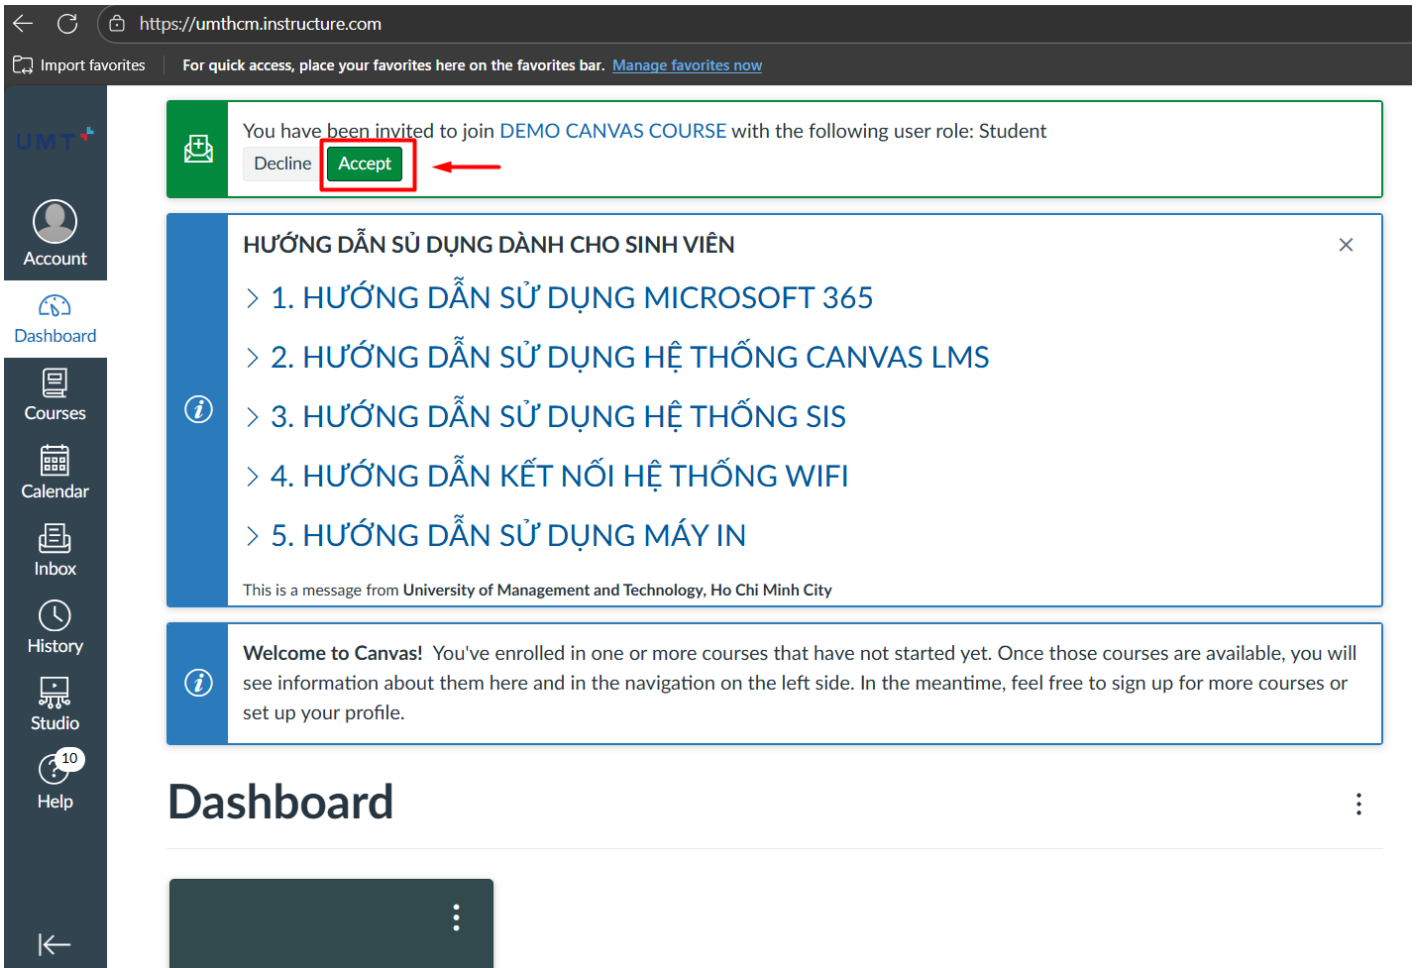 https://umthcm.instructure.com
Import favorites
For quick access, place your favorites here on the favorites bar. Manage favorites now
UMT
Account
Dashboard
Courses
Calendar
Inbox
History
Studio
10
Help
You have been invited to join DEMO CANVAS COURSE with the following user role: Student
Decline Accept
HƯỚNG DẪN SỦ DỤNG DÀNH CHO SINH VIÊN
1. HƯỚNG DẪN SỬ DỤNG MICROSOFT 365
2. HƯỚNG DẪN SỬ DỤNG HỆ THỐNG CANVAS LMS
3. HƯỚNG DẪN SỬ DỤNG HỆ THỐNG SIS
4. HƯỚNG DẪN KẾT NỐI HỆ THỐNG WIFI
5. HƯỚNG DẪN SỬ DỤNG MÁY IN
This is a message from University of Management and Technology, Ho Chi Minh City
Welcome to Canvas! You've enrolled in one or more courses that have not started yet. Once those courses are available, you will
see information about them here and in the navigation on the left side. In the meantime, feel free to sign up for more courses or
set up your profile.
Dashboard